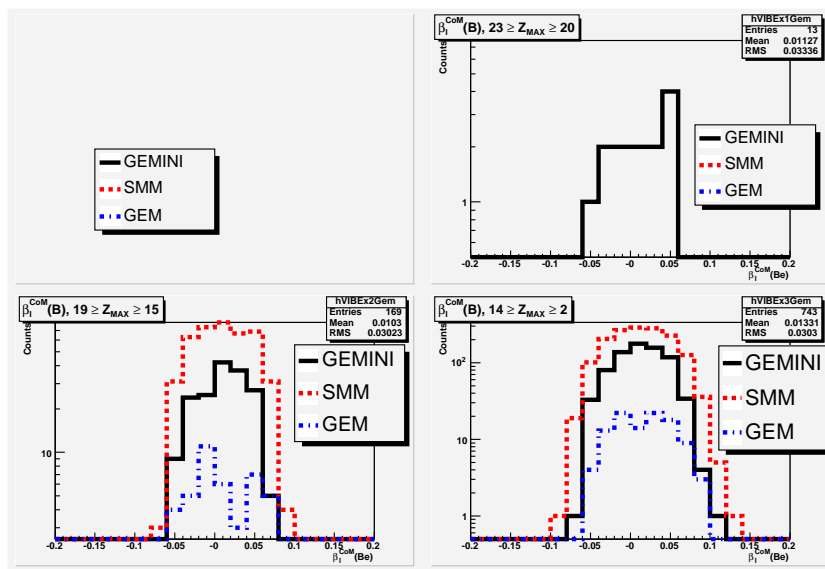 GEMINI
SMM
GEM
β_l^CoM(B), 23 ≥ Z_MAX ≥ 20
hVIBEx1Gem
Entries 13
Mean 0.01127
RMS 0.03336
Counts
GEMINI
SMM
GEM
1
-0.2 -0.15 -0.1 -0.05 -0 0.05 0.1 0.15 0.2
β_l^CoM(Be)
β_l^CoM(B), 19 ≥ Z_MAX ≥ 15
hVIBEx2Gem
Entries 169
Mean 0.0103
RMS 0.03023
Counts
GEMINI
SMM
GEM
10
-0.2 -0.15 -0.1 -0.05 -0 0.05 0.1 0.15 0.2
β_l^CoM(Be)
β_l^CoM(B), 14 ≥ Z_MAX ≥ 2
hVIBEx3Gem
Entries 743
Mean 0.01331
RMS 0.0303
Counts
GEMINI
SMM
GEM
10²
10
1
-0.2 -0.15 -0.1 -0.05 -0 0.05 0.1 0.15 0.2
β_l^CoM(Be)